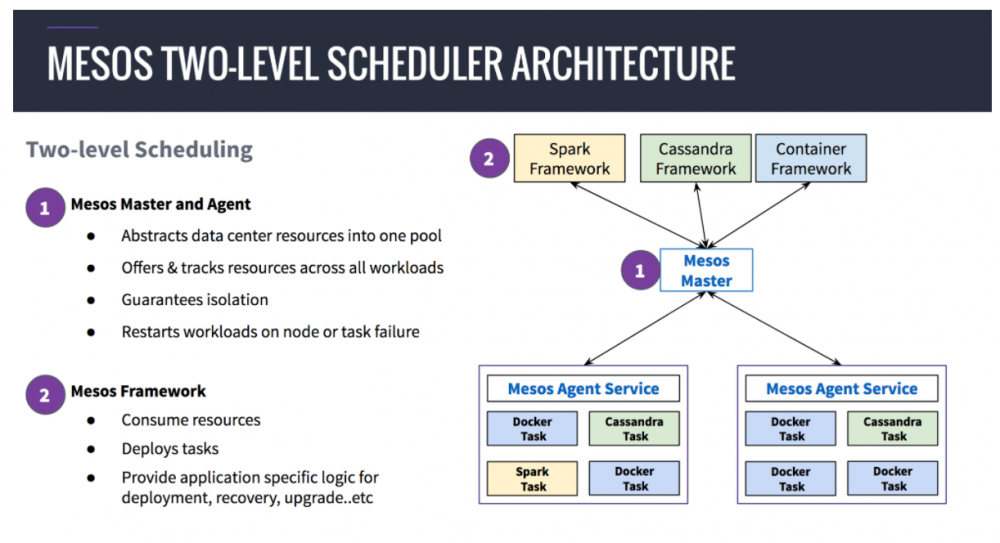 MESOS TWO-LEVEL SCHEDULER ARCHITECTURE
Two-level Scheduling
1
Mesos Master and Agent
● Abstracts data center resources into one pool
● Offers & tracks resources across all workloads
● Guarantees isolation
● Restarts workloads on node or task failure
2
Mesos Framework
● Consume resources
● Deploys tasks
● Provide application specific logic for
deployment, recovery, upgrade..etc
2
Spark
Framework
Cassandra
Framework
Container
Framework
1
Mesos
Master
Mesos Agent Service
Docker
Task
Cassandra
Task
Spark
Task
Docker
Task
Mesos Agent Service
Docker
Task
Cassandra
Task
Docker
Task
Docker
Task